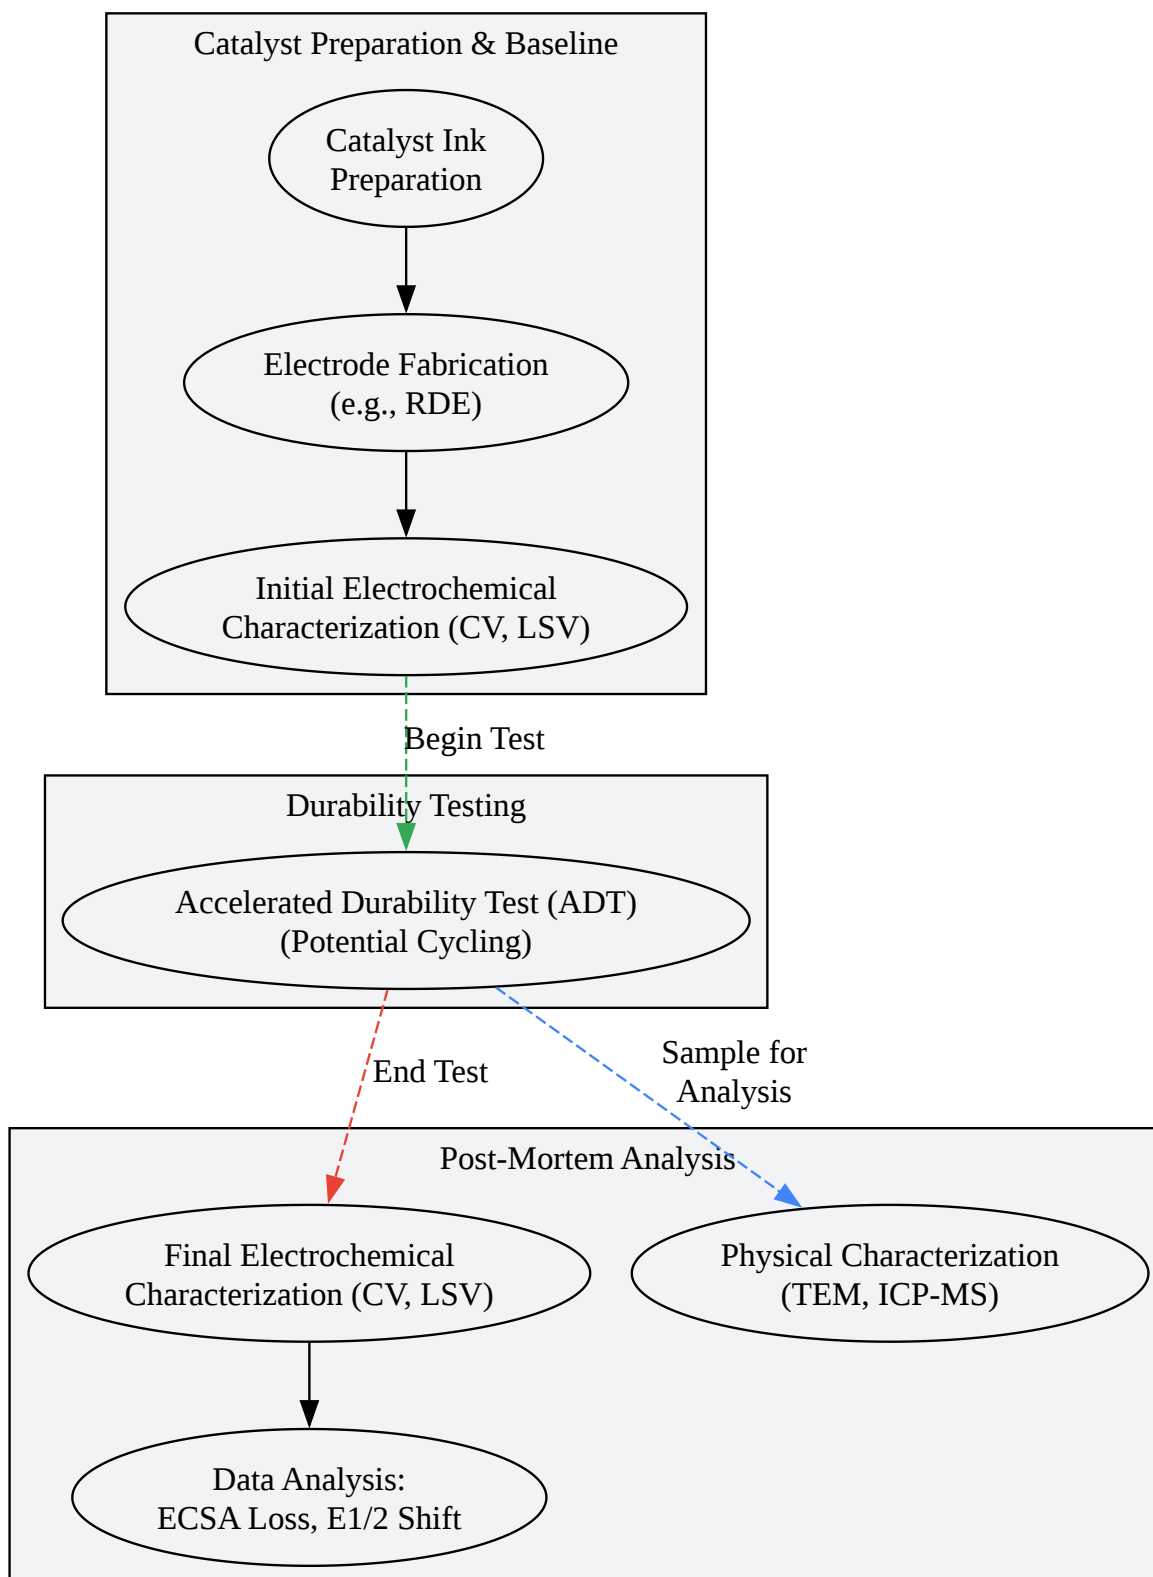 Catalyst Preparation & Baseline
Catalyst Ink
Preparation
Electrode Fabrication
(e.g., RDE)
Initial Electrochemical
Characterization (CV, LSV)
Begin Test
Durability Testing
Accelerated Durability Test (ADT)
(Potential Cycling)
End Test
Sample for
Analysis
Post-Mortem Analysis
Final Electrochemical
Characterization (CV, LSV)
Physical Characterization
(TEM, ICP-MS)
Data Analysis:
ECSA Loss, E1/2 Shift